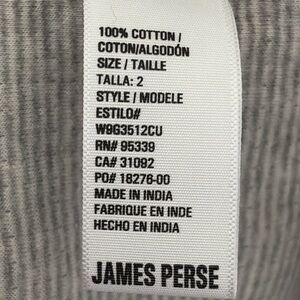 100% COTTON /
COTON/ALGODÓN
SIZE / TAILLE
TALLA: 2
STYLE / MODELE
ESTILO#
W9G3512CU
RN# 95339
CA# 31092
PO# 18276-00
MADE IN INDIA
FABRIQUE EN INDE
HECHO EN INDIA
JAMES PERSE